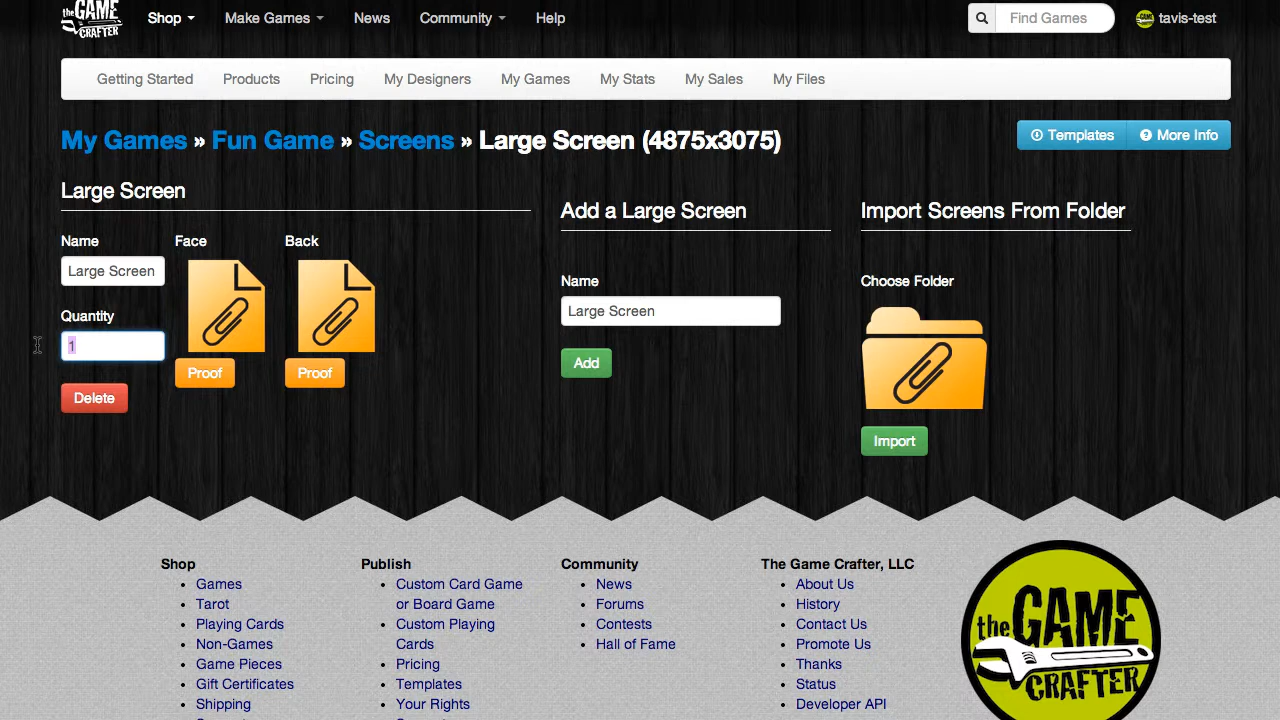 the GAME CRAFTER
Shop
Make Games
News
Community
Help
Find Games
tavis-test
Getting Started
Products
Pricing
My Designers
My Games
My Stats
My Sales
My Files
My Games » Fun Game » Screens » Large Screen (4875x3075)
Templates
More Info
Large Screen
Name
Large Screen
Quantity
1
Delete
Face
Proof
Back
Proof
Add a Large Screen
Name
Large Screen
Add
Import Screens From Folder
Choose Folder
Import
Shop
Games
Tarot
Playing Cards
Non-Games
Game Pieces
Gift Certificates
Shipping
Publish
Custom Card Game
or Board Game
Custom Playing
Cards
Pricing
Templates
Your Rights
Community
News
Forums
Contests
Hall of Fame
The Game Crafter, LLC
About Us
History
Contact Us
Promote Us
Thanks
Status
Developer API
the
GAME
CRAFTER